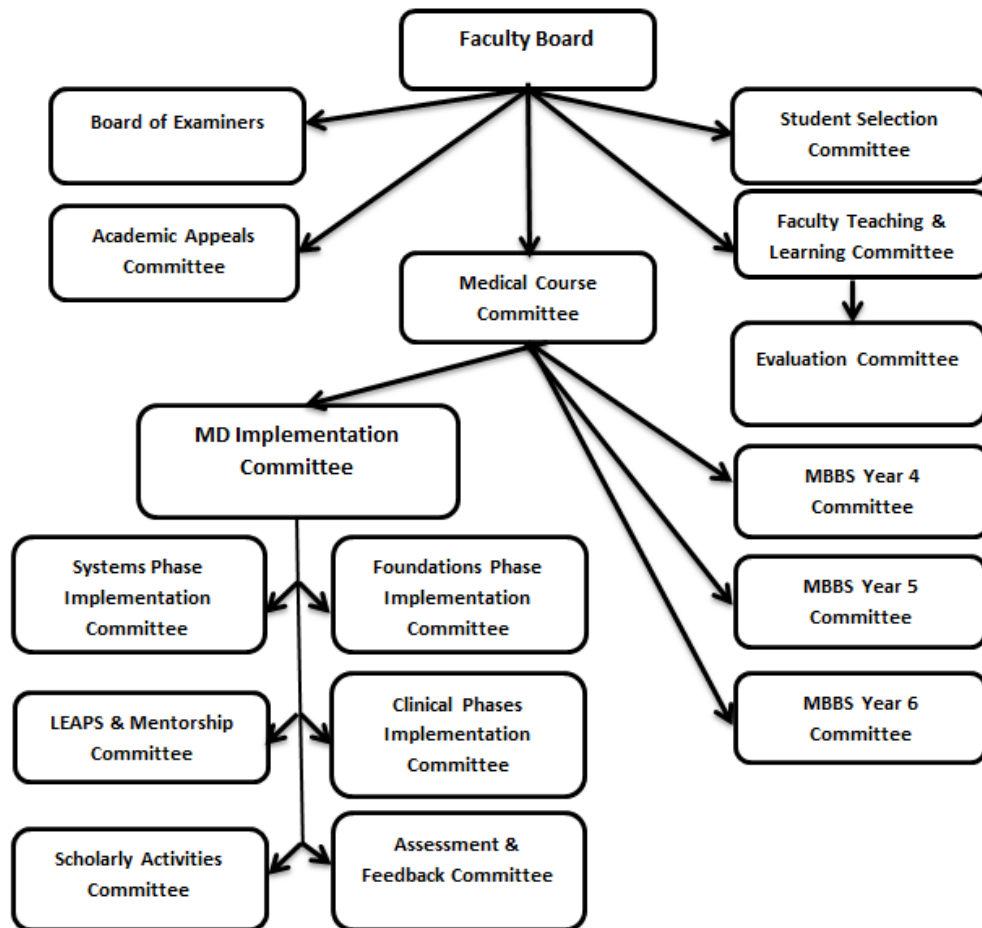 Faculty Board
Board of Examiners
Student Selection
Committee
Academic Appeals
Committee
Faculty Teaching &
Learning Committee
Medical Course
Committee
Evaluation Committee
MD Implementation
Committee
MBBS Year 4
Committee
Systems Phase
Implementation
Committee
Foundations Phase
Implementation
Committee
MBBS Year 5
Committee
LEAPS & Mentorship
Committee
Clinical Phases
Implementation
Committee
MBBS Year 6
Committee
Scholarly Activities
Committee
Assessment &
Feedback Committee